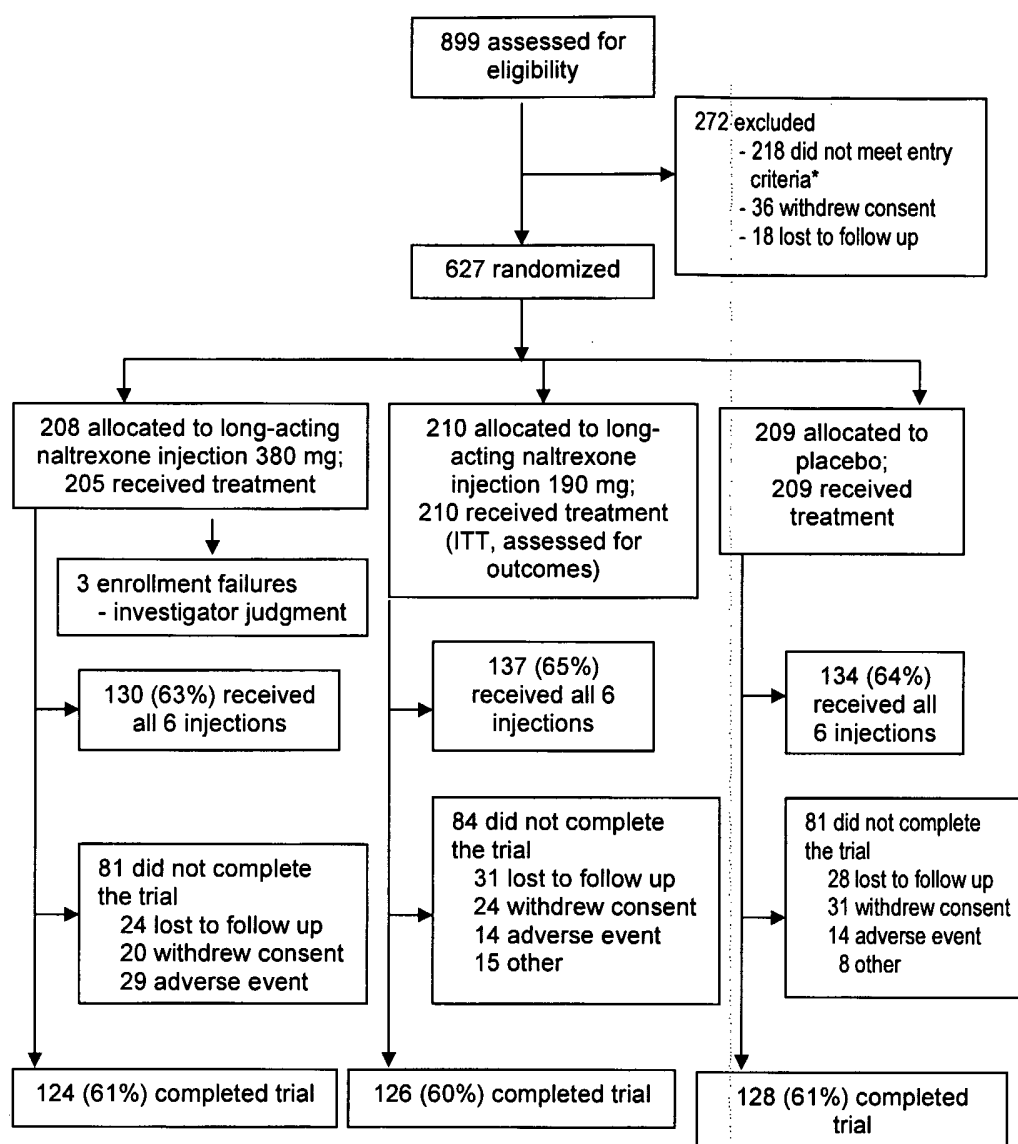 899 assessed for
eligibility
272 excluded
- 218 did not meet entry
criteria*
- 36 withdrew consent
- 18 lost to follow up
627 randomized
208 allocated to long-acting
naltrexone injection 380 mg;
205 received treatment
210 allocated to long-
acting naltrexone
injection 190 mg;
210 received treatment
(ITT, assessed for
outcomes)
209 allocated to
placebo;
209 received
treatment
3 enrollment failures
- investigator judgment
130 (63%) received
all 6 injections
137 (65%)
received all 6
injections
134 (64%)
received all
6 injections
81 did not complete
the trial
24 lost to follow up
20 withdrew consent
29 adverse event
84 did not complete
the trial
31 lost to follow up
24 withdrew consent
14 adverse event
15 other
81 did not complete
the trial
28 lost to follow up
31 withdrew consent
14 adverse event
8 other
124 (61%) completed trial
126 (60%) completed trial
128 (61%) completed
trial